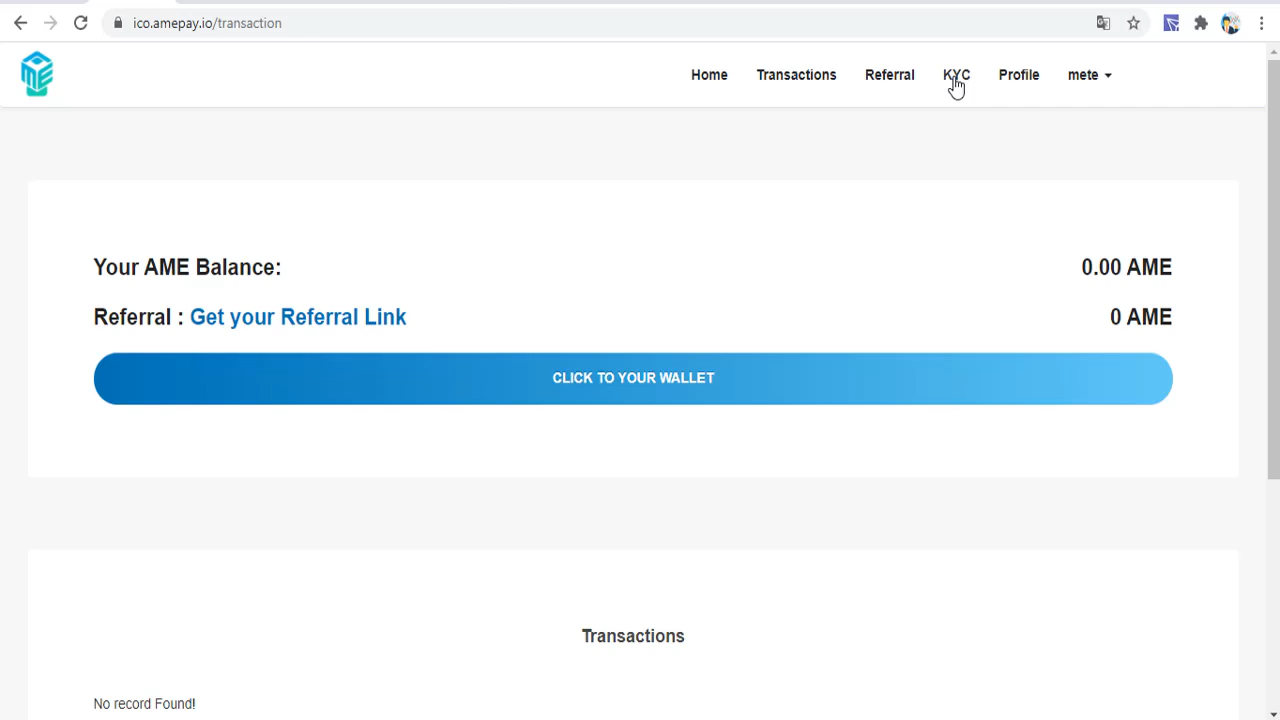 ico.amepay.io/transaction
AME
Home Transactions Referral KYC Profile mete
Your AME Balance: 0.00 AME
Referral : Get your Referral Link 0 AME
CLICK TO YOUR WALLET
Transactions
No record Found!